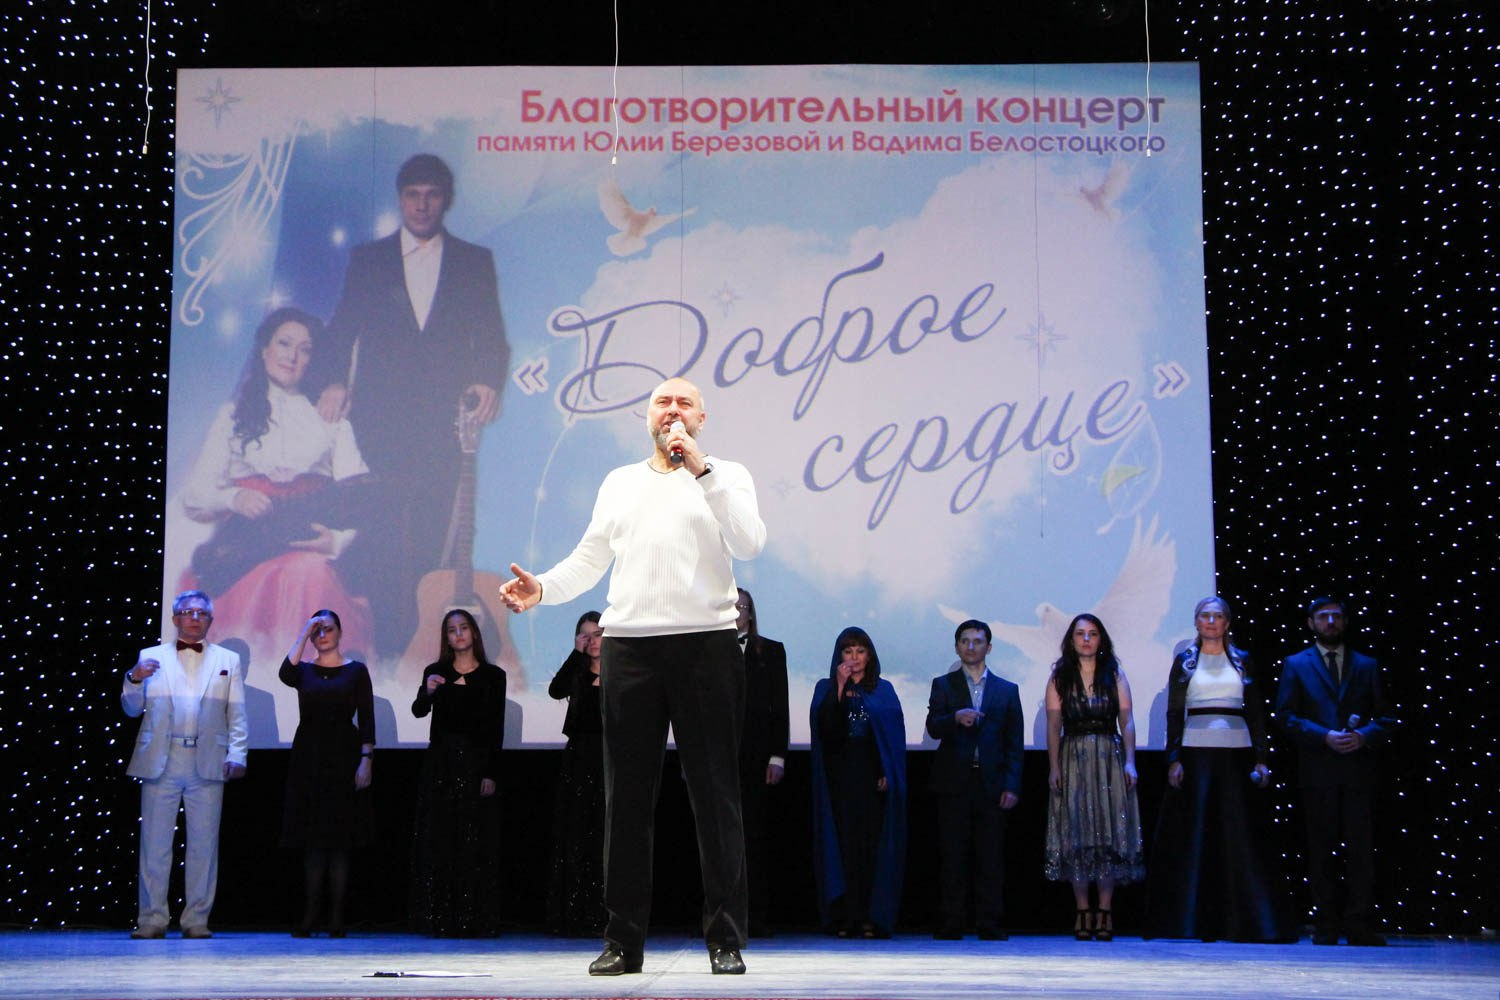 Благотворительный концерт
памяти Юлии Березовой и Вадима Белостоцкого
«Доброе
сердце»